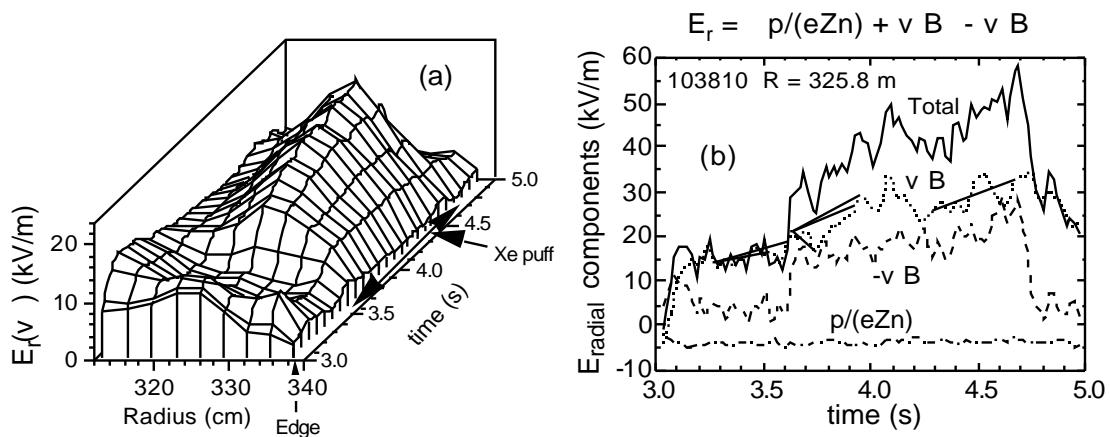 E_r = p/(eZn) + v B - v B
(a)
E_r(v ) (kV/m)
20
10
0
320 330 340
Radius (cm)
Edge
3.0
3.5
4.0
4.5
5.0
time (s)
Xe puff
E_radial components (kV/m)
60
50
40
30
20
10
0
-10
103810 R = 325.8 m
Total
(b)
v B
-v B
p/(eZn)
3.0 3.5 4.0 4.5 5.0
time (s)